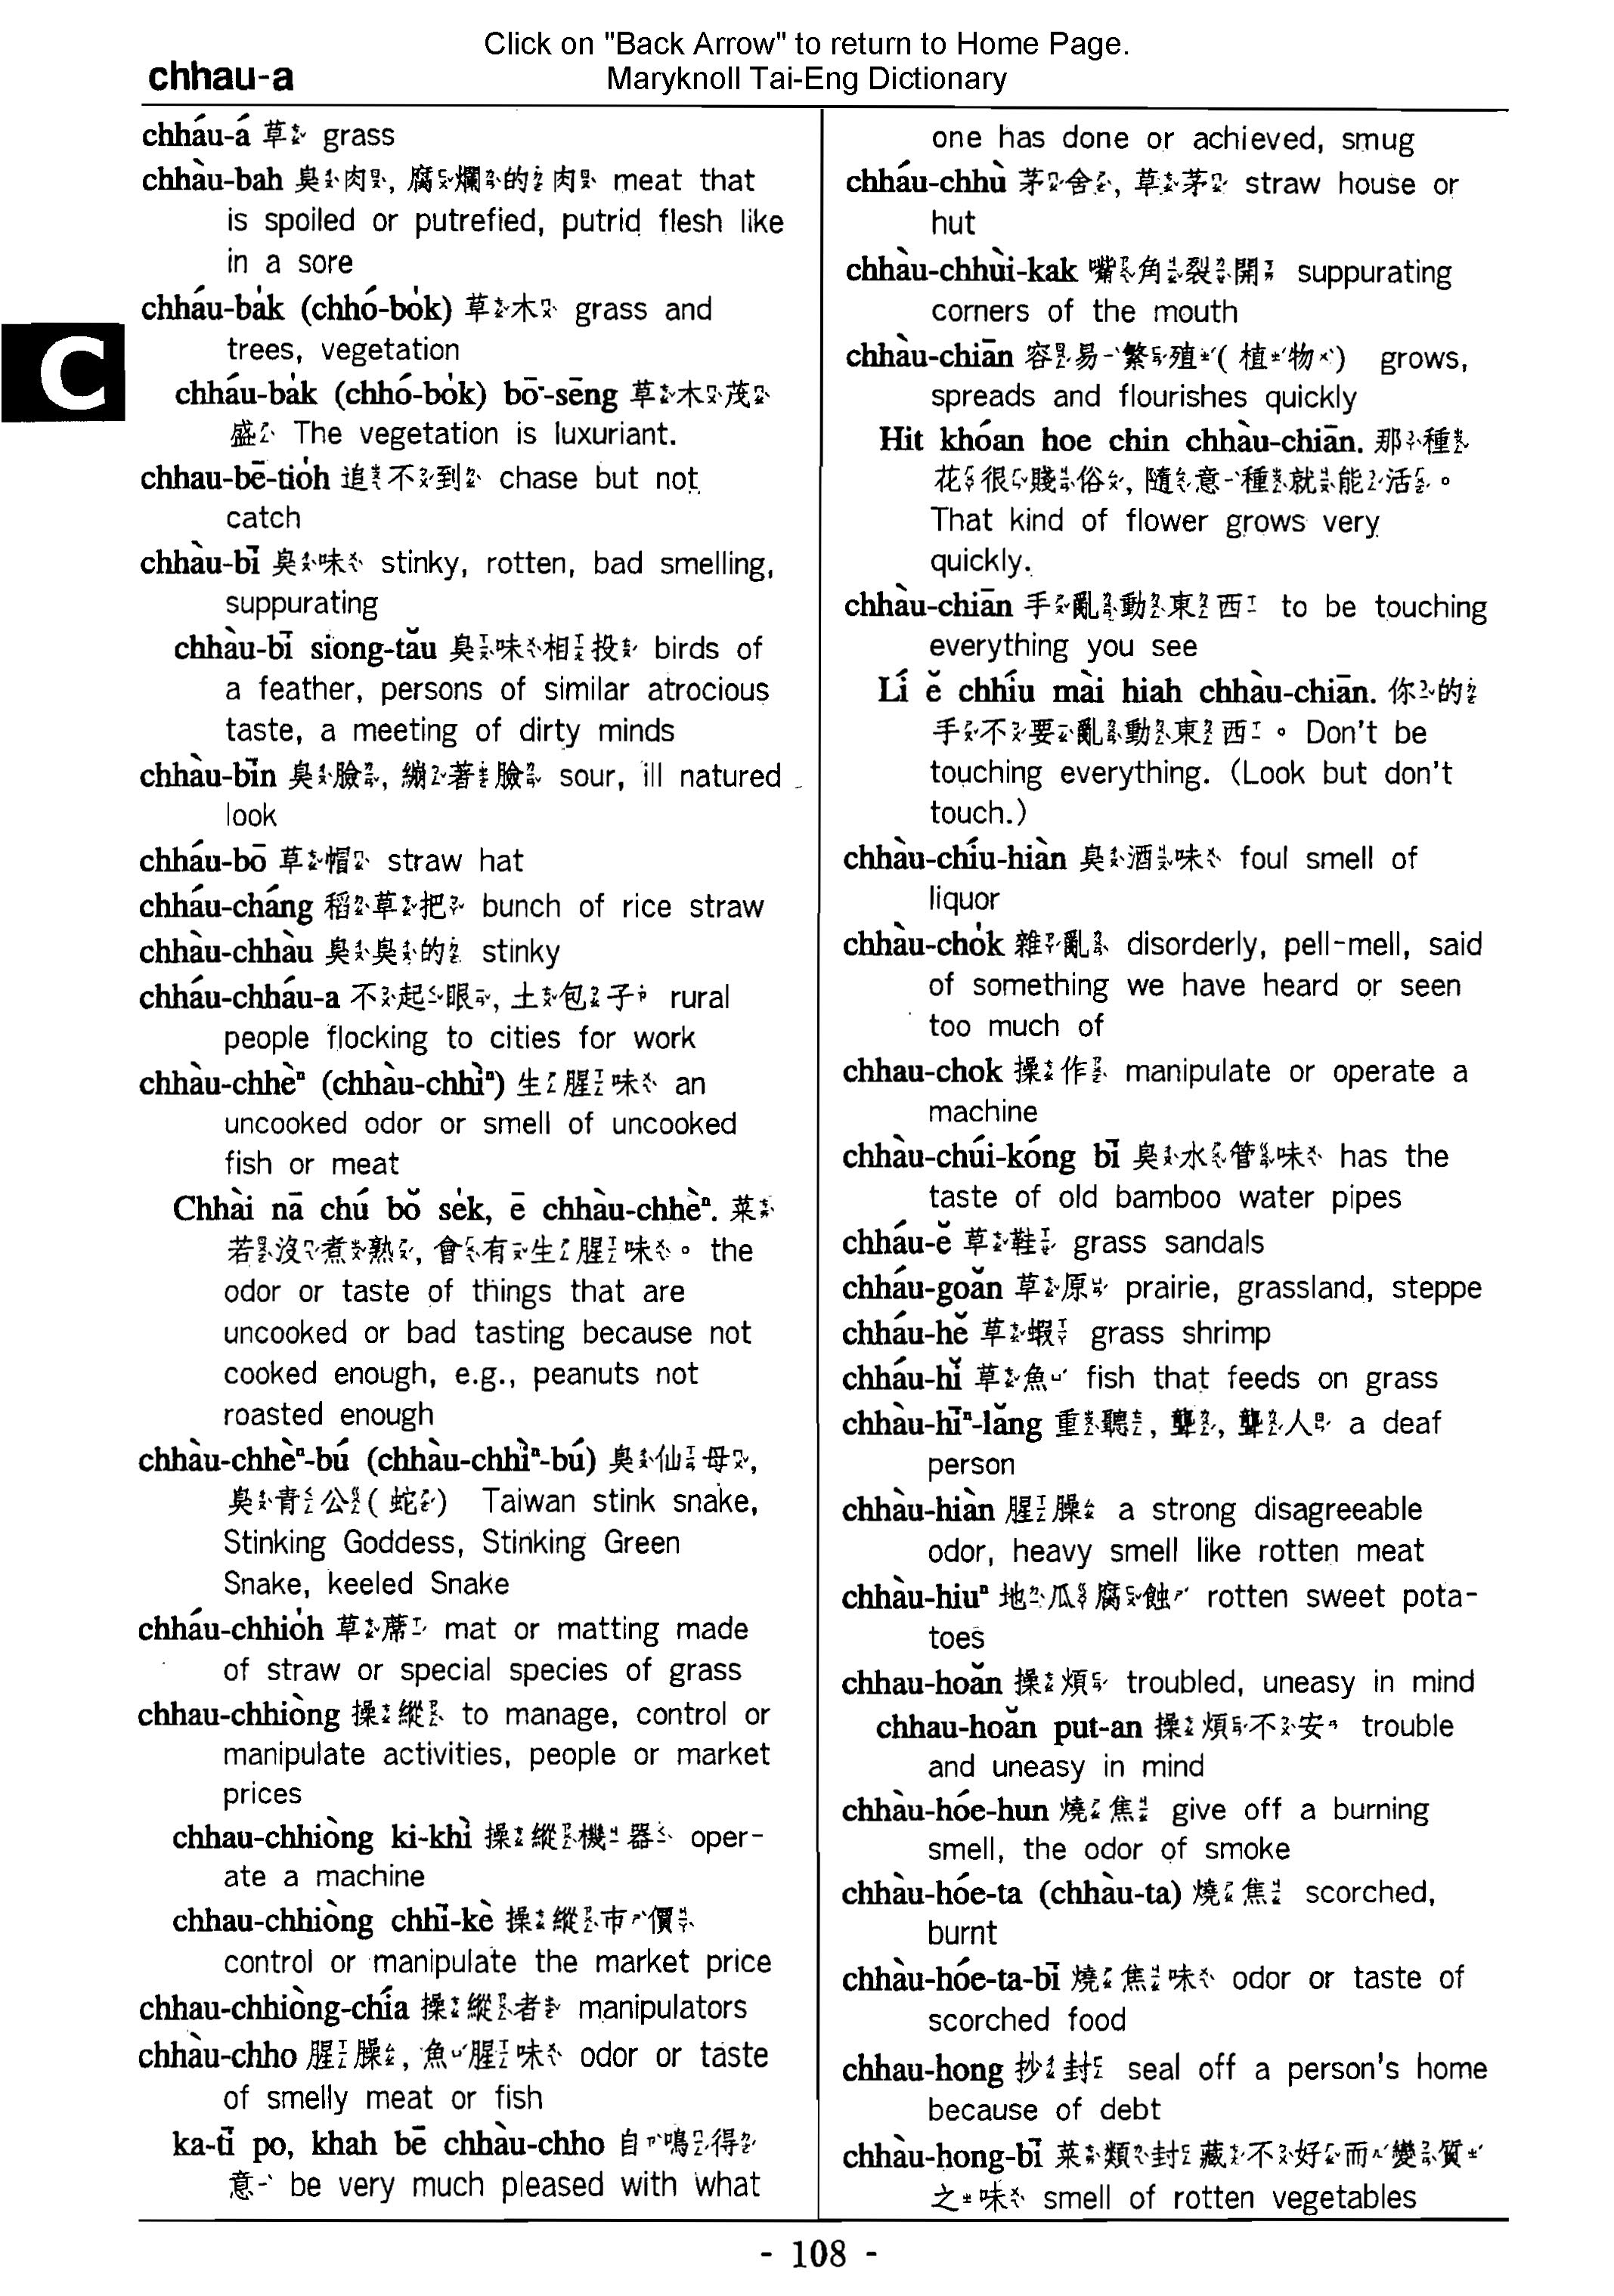 Click on "Back Arrow" to return to Home Page.
Maryknoll Tai-Eng Dictionary
chhau-a
C
chháu-á 草 grass
chhàu-bah 臭肉, 腐爛的肉 meat that
is spoiled or putrefied, putrid flesh like
in a sore
chháu-ba̍k (chhó-bo̍k) 草木 grass and
trees, vegetation
chháu-ba̍k (chhó-bo̍k) bō͘-sēng 草木茂
盛 The vegetation is luxuriant.
chhau-bē-tio̍h 追不到 chase but not
catch
chhàu-bī 臭味 stinky, rotten, bad smelling,
suppurating
chhàu-bī siong-tău 臭味相投 birds of
a feather, persons of similar atrocious
taste, a meeting of dirty minds
chhàu-bīn 臭臉, 繃著臉 sour, ill natured
look
chháu-bō 草帽 straw hat
chháu-cháng 稻草把 bunch of rice straw
chhàu-chhàu 臭臭的 stinky
chháu-chháu-a 不起眼, 土包子 rural
people flocking to cities for work
chhàu-chhèⁿ (chhàu-chhìⁿ) 生腥味 an
uncooked odor or smell of uncooked
fish or meat
Chhài nā chú bŏ se̍k, ē chhàu-chhèⁿ. 菜
若沒煮熟, 會有生腥味。 the
odor or taste of things that are
uncooked or bad tasting because not
cooked enough, e.g., peanuts not
roasted enough
chhàu-chhèⁿ-bú (chhàu-chhìⁿ-bú) 臭仙母,
臭青公(蛇) Taiwan stink snake,
Stinking Goddess, Stinking Green
Snake, keeled Snake
chháu-chhio̍h 草蓆 mat or matting made
of straw or special species of grass
chhau-chhiòng 操縱 to manage, control or
manipulate activities, people or market
prices
chhau-chhiòng ki-khì 操縱機器 oper-
ate a machine
chhau-chhiòng chhī-kè 操縱市價
control or manipulate the market price
chhau-chhiòng-chía 操縱者 manipulators
chhàu-chho 腥臊, 魚腥味 odor or taste
of smelly meat or fish
ka-tī po, khah bē chhàu-chho 自鳴得
意 be very much pleased with what
one has done or achieved, smug
chháu-chhù 茅舍, 草茅 straw house or
hut
chhàu-chhùi-kak 嘴角裂開 suppurating
corners of the mouth
chhàu-chiān 容易繁殖(植物) grows,
spreads and flourishes quickly
Hit khóan hoe chin chhàu-chiān. 那種
花很賤俗, 隨意種就能活。
That kind of flower grows very
quickly.
chhàu-chiān 手亂動東西 to be touching
everything you see
Lí ĕ chhíu mài hiah chhàu-chiān. 你的
手不要亂動東西。 Don't be
touching everything. (Look but don't
touch.)
chhàu-chíu-hiàn 臭酒味 foul smell of
liquor
chhàu-cho̍k 雜亂 disorderly, pell-mell, said
of something we have heard or seen
too much of
chhau-chok 操作 manipulate or operate a
machine
chhàu-chúi-kóng bī 臭水管味 has the
taste of old bamboo water pipes
chháu-ĕ 草鞋 grass sandals
chháu-goăn 草原 prairie, grassland, steppe
chháu-hĕ 草蝦 grass shrimp
chháu-hĭ 草魚 fish that feeds on grass
chhàu-hīⁿ-lăng 重聽, 聾, 聾人 a deaf
person
chhàu-hiàn 腥臊 a strong disagreeable
odor, heavy smell like rotten meat
chhàu-hiuⁿ 地瓜腐蝕 rotten sweet pota-
toes
chhau-hoăn 操煩 troubled, uneasy in mind
chhau-hoăn put-an 操煩不安 trouble
and uneasy in mind
chhàu-hóe-hun 燒焦 give off a burning
smell, the odor of smoke
chhàu-hóe-ta (chhàu-ta) 燒焦 scorched,
burnt
chhàu-hóe-ta-bī 燒焦味 odor or taste of
scorched food
chhau-hong 抄封 seal off a person's home
because of debt
chhàu-hong-bī 菜類封藏不好而變質
之味 smell of rotten vegetables
- 108 -